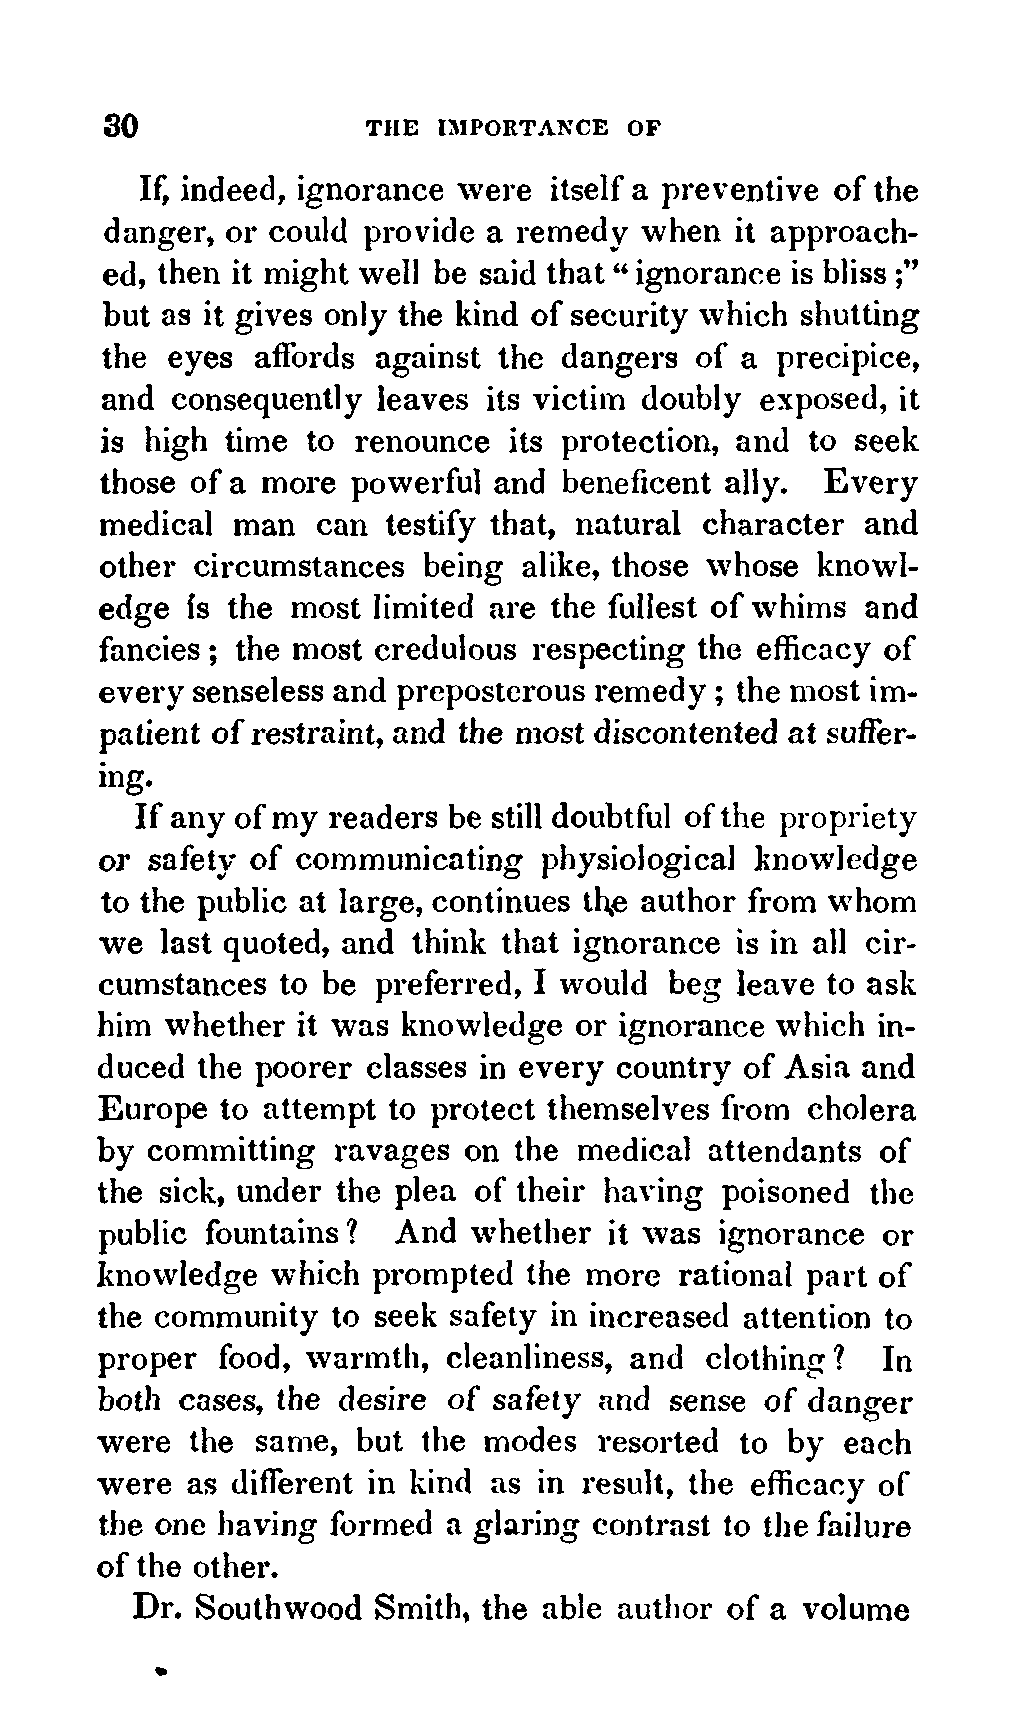 30 THE IMPORTANCE OF
If, indeed, ignorance were itself a preventive of the
danger, or could provide a remedy when it approach-
ed, then it might well be said that “ ignorance is bliss ;”
but as it gives only the kind of security which shutting
the eyes affords against the dangers of a precipice,
and consequently leaves its victim doubly exposed, it
is high time to renounce its protection, and to seek
those of a more powerful and beneficent ally. Every
medical man can testify that, natural character and
other circumstances being alike, those whose knowl-
edge is the most limited are the fullest of whims and
fancies ; the most credulous respecting the efficacy of
every senseless and preposterous remedy ; the most im-
patient of restraint, and the most discontented at suffer-
ing.
If any of my readers be still doubtful of the propriety
or safety of communicating physiological knowledge
to the public at large, continues the author from whom
we last quoted, and think that ignorance is in all cir-
cumstances to be preferred, I would beg leave to ask
him whether it was knowledge or ignorance which in-
duced the poorer classes in every country of Asia and
Europe to attempt to protect themselves from cholera
by committing ravages on the medical attendants of
the sick, under the plea of their having poisoned the
public fountains ? And whether it was ignorance or
knowledge which prompted the more rational part of
the community to seek safety in increased attention to
proper food, warmth, cleanliness, and clothing ? In
both cases, the desire of safety and sense of danger
were the same, but the modes resorted to by each
were as different in kind as in result, the efficacy of
the one having formed a glaring contrast to the failure
of the other.
Dr. Southwood Smith, the able author of a volume